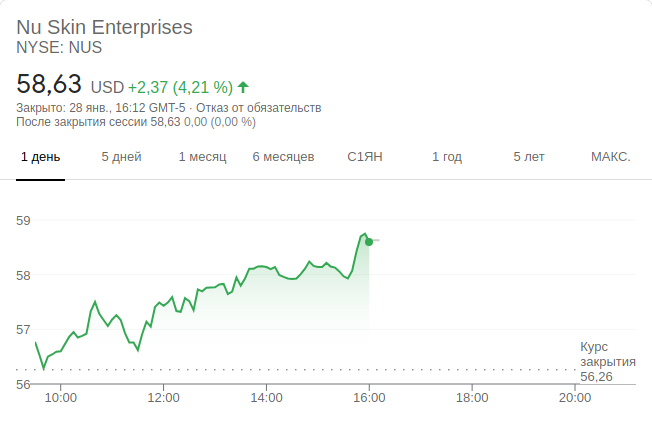 Nu Skin Enterprises
NYSE: NUS
58,63 USD +2,37 (4,21 %)
Закрыто: 28 янв., 16:12 GMT-5 · Отказ от обязательств
После закрытия сессии 58,63 0,00 (0,00 %)
1 день 5 дней 1 месяц 6 месяцев С1ЯН 1 год 5 лет МАКС.
59
58
57
Курс
закрытия
56,26
56
10:00 12:00 14:00 16:00 18:00 20:00